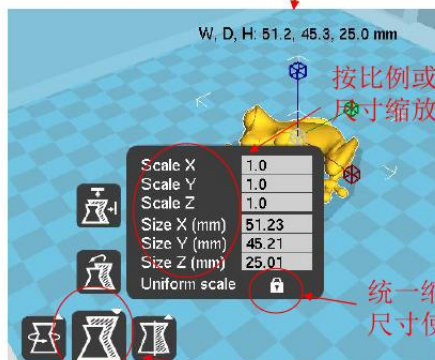 W, D, H: 51.2, 45.3, 25.0 mm
按比例或
尺寸缩放
Scale X 1.0
Scale Y 1.0
Scale Z 1.0
Size X (mm) 51.23
Size Y (mm) 45.21
Size Z (mm) 25.01
Uniform scale
统一缩
尺寸使